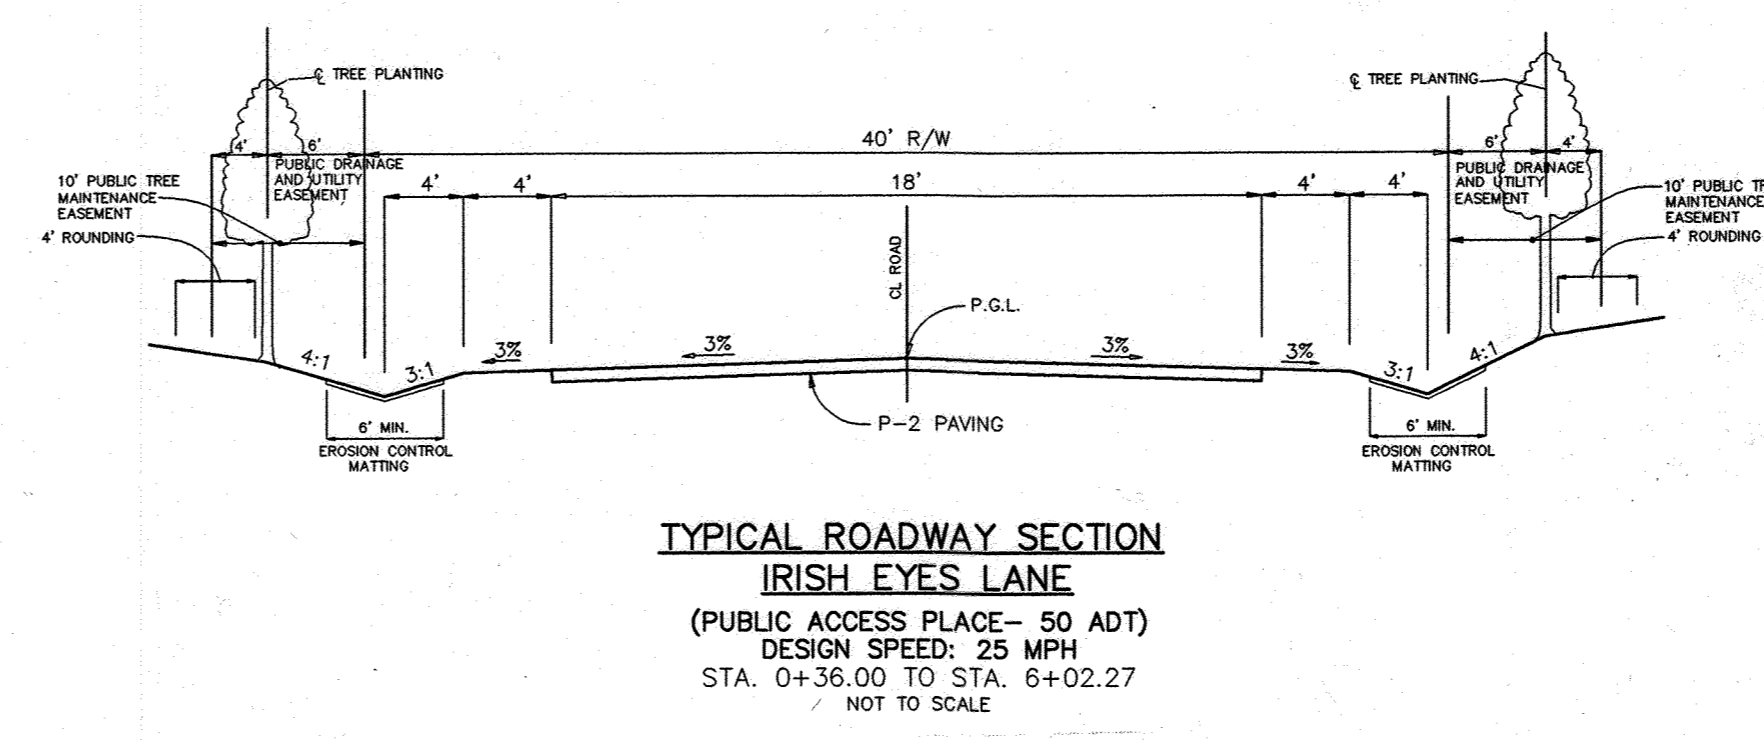 ℄ TREE PLANTING
℄ TREE PLANTING
40' R/W
4'
6'
6'
4'
PUBLIC DRAINAGE
AND UTILITY
EASEMENT
PUBLIC DRAINAGE
AND UTILITY
EASEMENT
10' PUBLIC TREE
MAINTENANCE
EASEMENT
10' PUBLIC
MAINTENANCE
EASEMENT
4'
4'
18'
4'
4'
4' ROUNDING
4' ROUNDING
CL ROAD
P.G.L.
4:1
3:1
3%
3%
3%
3%
3:1
4:1
P-2 PAVING
6' MIN.
EROSION CONTROL
MATTING
6' MIN.
EROSION CONTROL
MATTING
TYPICAL ROADWAY SECTION
IRISH EYES LANE
(PUBLIC ACCESS PLACE- 50 ADT)
DESIGN SPEED: 25 MPH
STA. 0+36.00 TO STA. 6+02.27
NOT TO SCALE